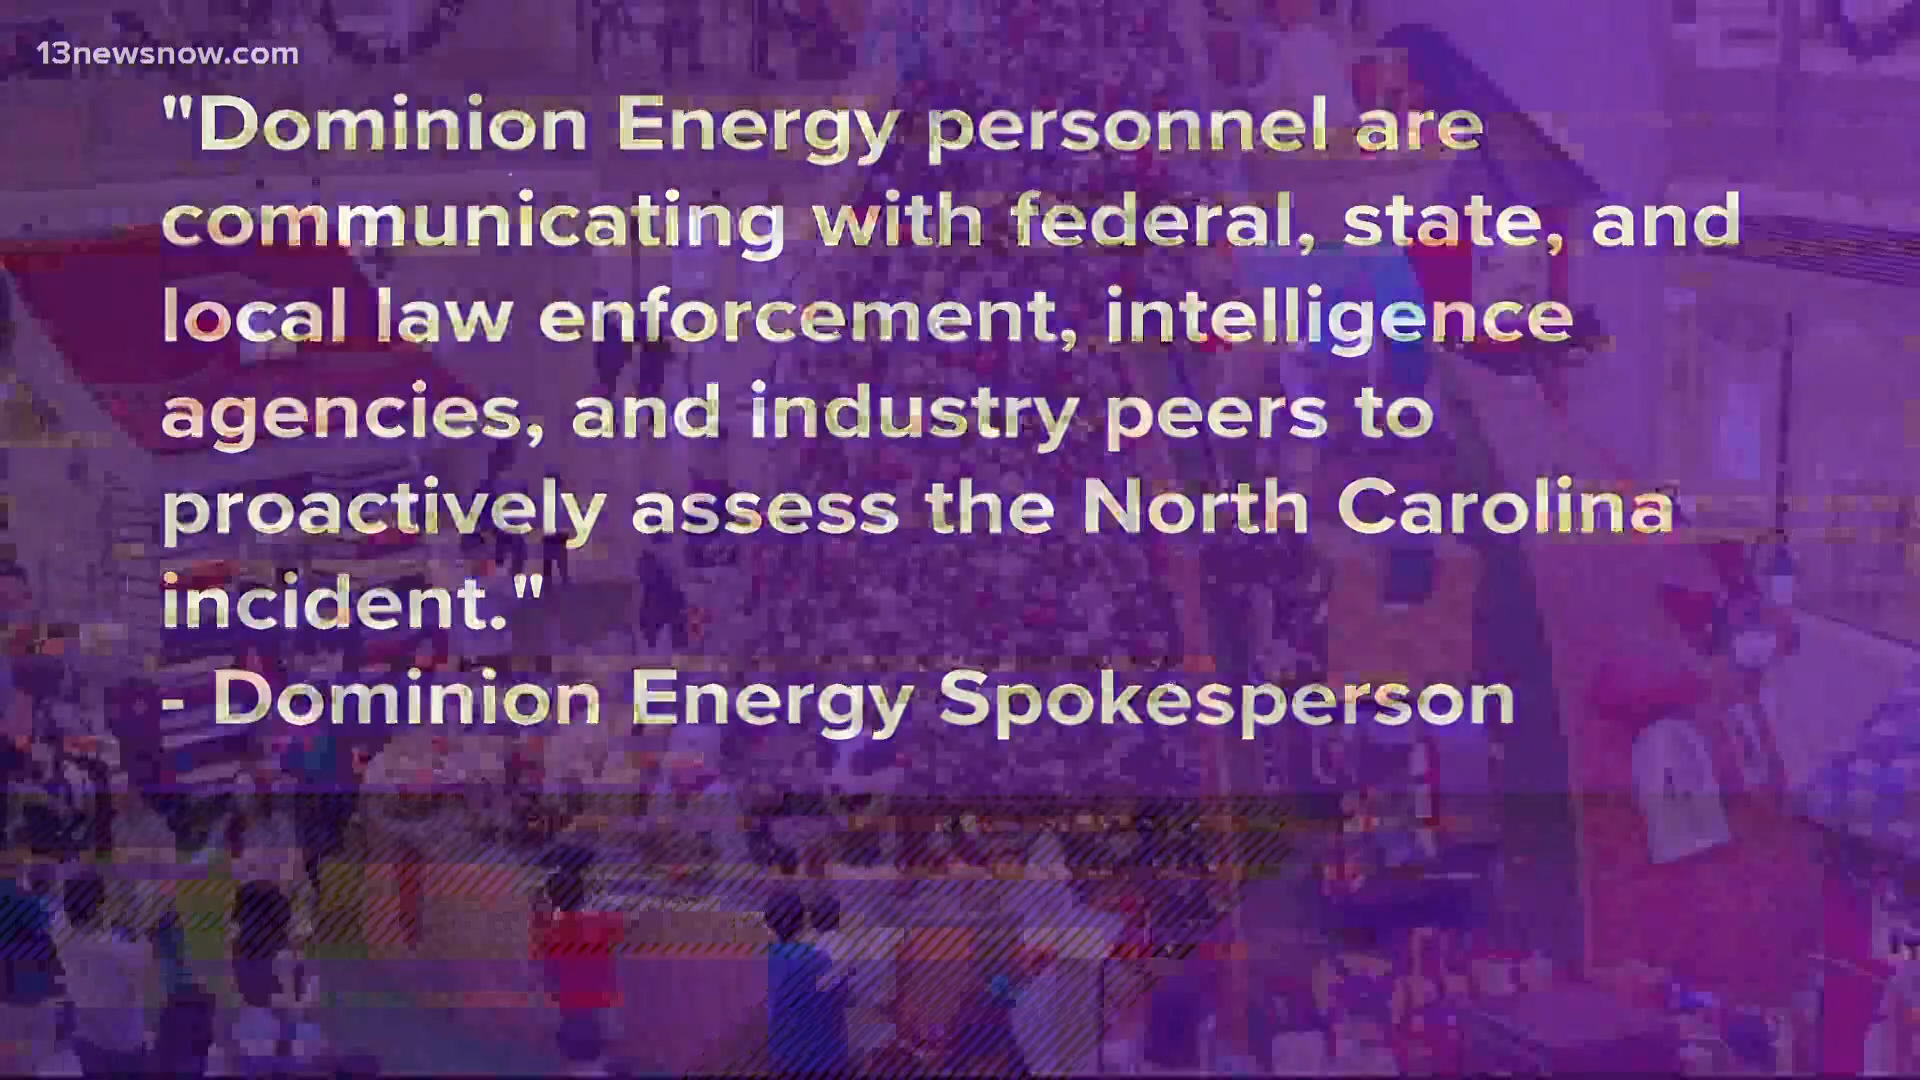 13newsnow.com
"Dominion Energy personnel are
communicating with federal, state, and
local law enforcement, intelligence
agencies, and industry peers to
proactively assess the North Carolina
incident."
- Dominion Energy Spokesperson